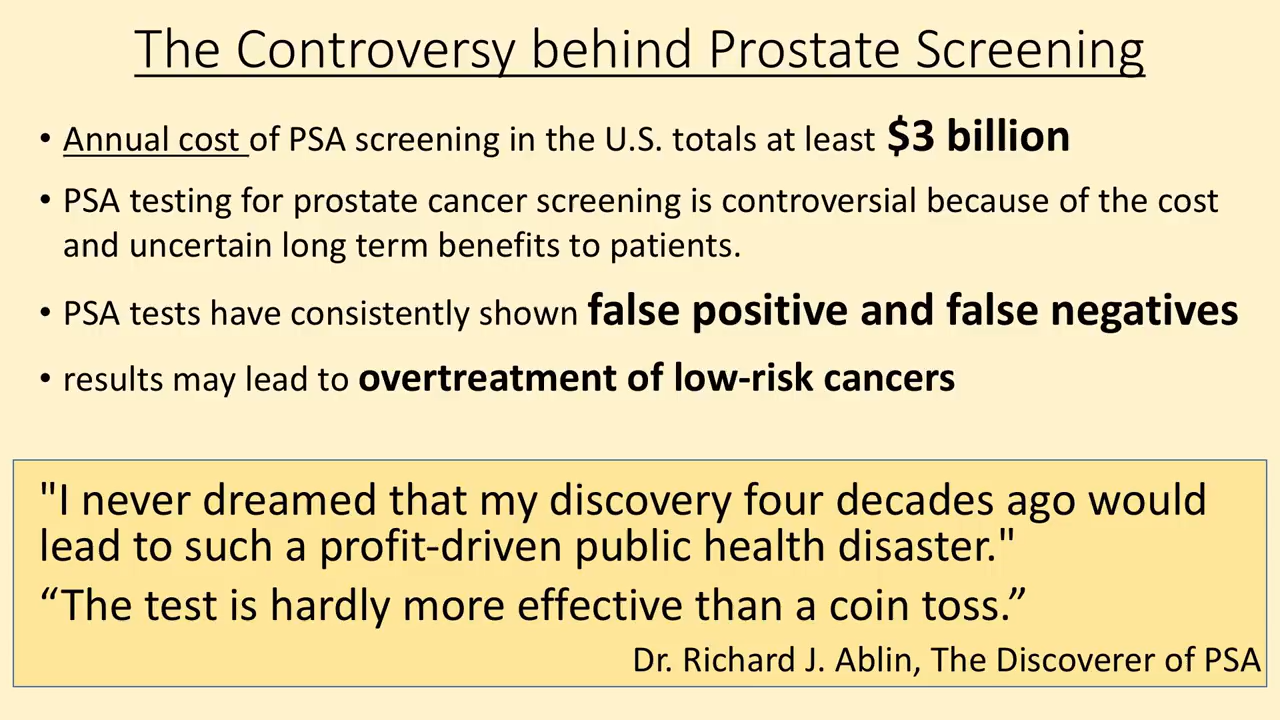 The Controversy behind Prostate Screening
• Annual cost of PSA screening in the U.S. totals at least $3 billion
• PSA testing for prostate cancer screening is controversial because of the cost
and uncertain long term benefits to patients.
• PSA tests have consistently shown false positive and false negatives
• results may lead to overtreatment of low-risk cancers
"I never dreamed that my discovery four decades ago would
lead to such a profit-driven public health disaster."
“The test is hardly more effective than a coin toss.”
Dr. Richard J. Ablin, The Discoverer of PSA